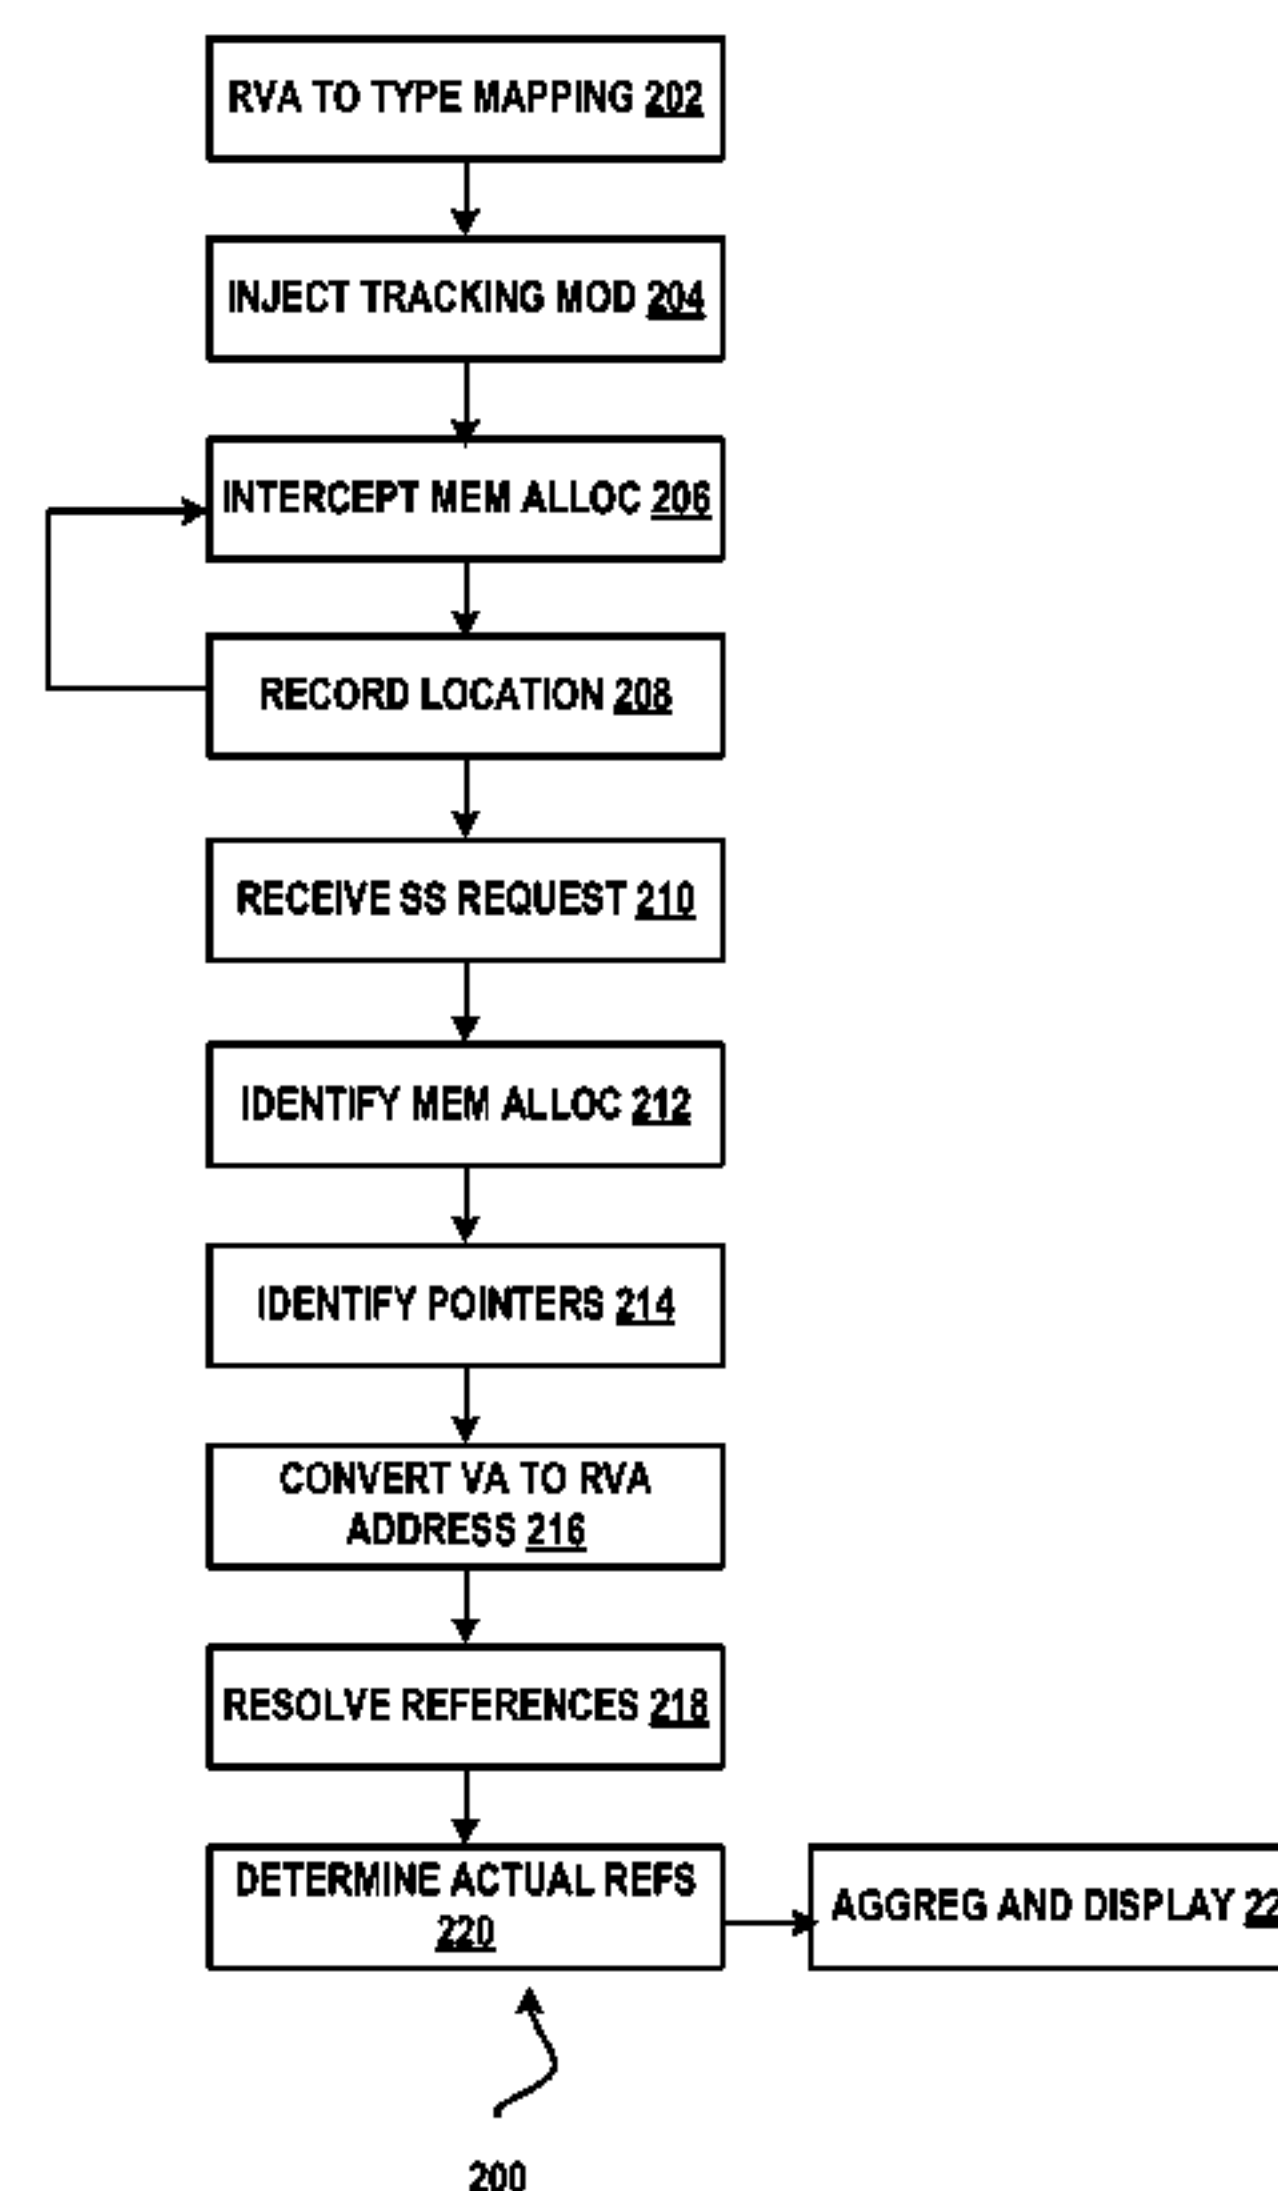 RVA TO TYPE MAPPING 202
INJECT TRACKING MOD 204
INTERCEPT MEM ALLOC 206
RECORD LOCATION 208
RECEIVE SS REQUEST 210
IDENTIFY MEM ALLOC 212
IDENTIFY POINTERS 214
CONVERT VA TO RVA
ADDRESS 216
RESOLVE REFERENCES 218
DETERMINE ACTUAL REFS
220
AGGREG AND DISPLAY
200